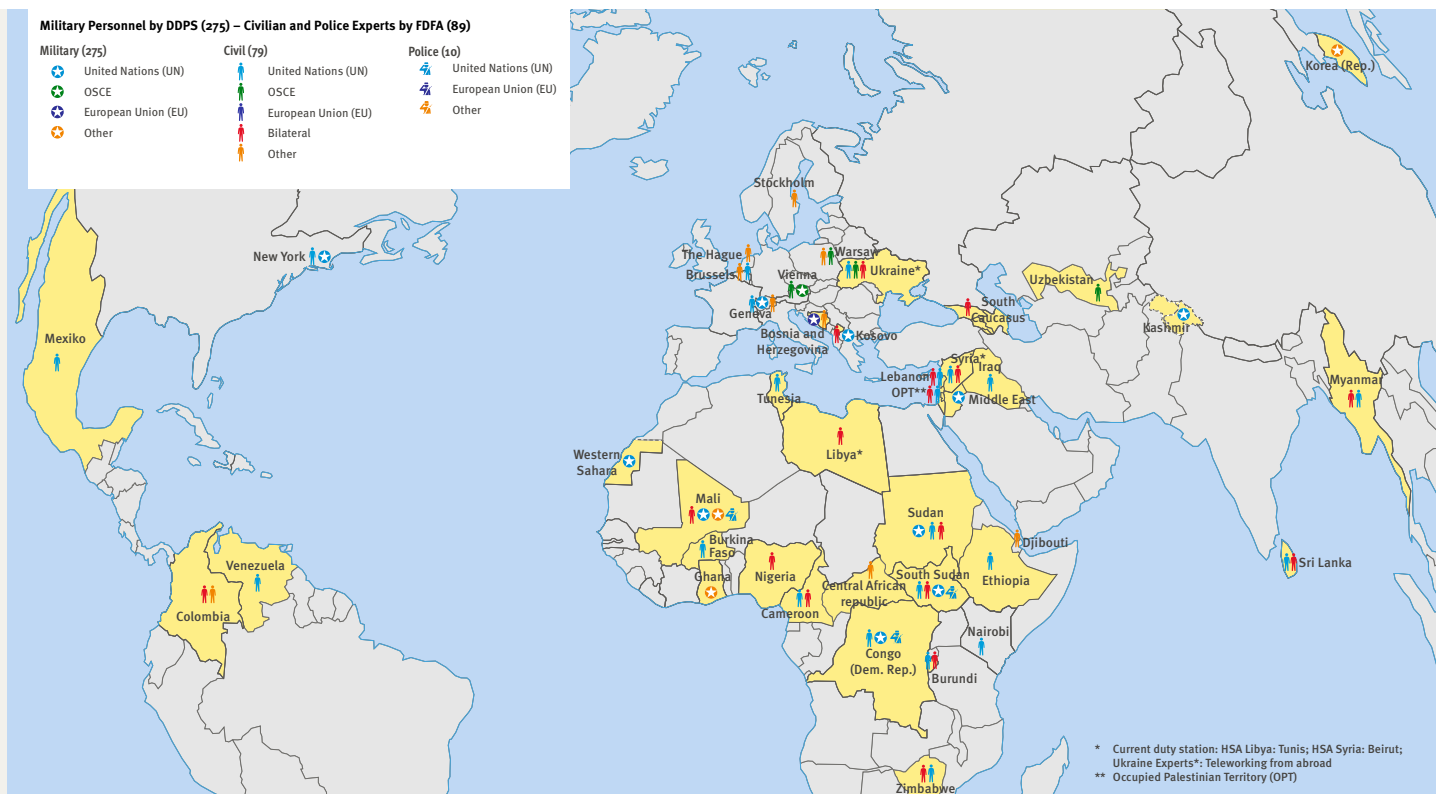 Military Personnel by DDPS (275) – Civilian and Police Experts by FDFA (89)
Military (275)
United Nations (UN)
OSCE
European Union (EU)
Other
Civil (79)
United Nations (UN)
OSCE
European Union (EU)
Bilateral
Other
Police (10)
United Nations (UN)
European Union (EU)
Other
Korea (Rep.)
Stockholm
New York
The Hague
Warsaw
Brussels
Vienna
Ukraine*
Uzbekistan
Geneva
South
Caucasus
Kashmir
Mexiko
Bosnia and
Herzegovina
Kosovo
Syria*
Iraq
Lebanon
OPT**
Middle East
Tunesia
Myanmar
Western
Sahara
Libya*
Mali
Sudan
Burkina
Faso
Djibouti
Venezuela
Ghana
Nigeria
Central African
republic
South Sudan
Ethiopia
Sri Lanka
Colombia
Cameroon
Nairobi
Congo
(Dem. Rep.)
Burundi
Zimbabwe
* Current duty station: HSA Libya: Tunis; HSA Syria: Beirut;
Ukraine Experts*: Teleworking from abroad
** Occupied Palestinian Territory (OPT)